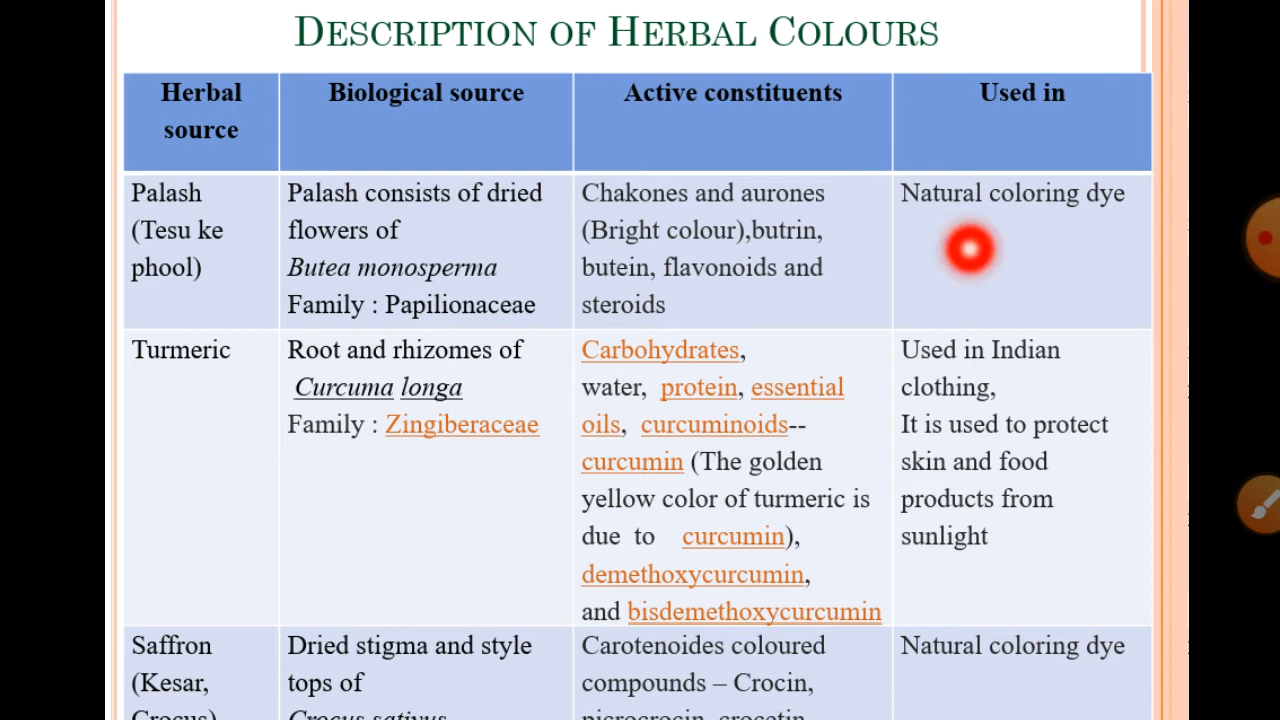 DESCRIPTION OF HERBAL COLOURS
Herbal
source
Biological source
Active constituents
Used in
Palash
(Tesu ke
phool)
Palash consists of dried
flowers of
Butea monosperma
Family : Papilionaceae
Chakones and aurones
(Bright colour),butrin,
butein, flavonoids and
steroids
Natural coloring dye
Turmeric
Root and rhizomes of
Curcuma longa
Family : Zingiberaceae
Carbohydrates,
water, protein, essential
oils, curcuminoids--
curcumin (The golden
yellow color of turmeric is
due to curcumin),
demethoxycurcumin,
and bisdemethoxycurcumin
Used in Indian
clothing,
It is used to protect
skin and food
products from
sunlight
Saffron
(Kesar,
Crocus)
Dried stigma and style
tops of
Crocus sativus
Carotenoides coloured
compounds – Crocin,
picrocrocin, crocetin
Natural coloring dye